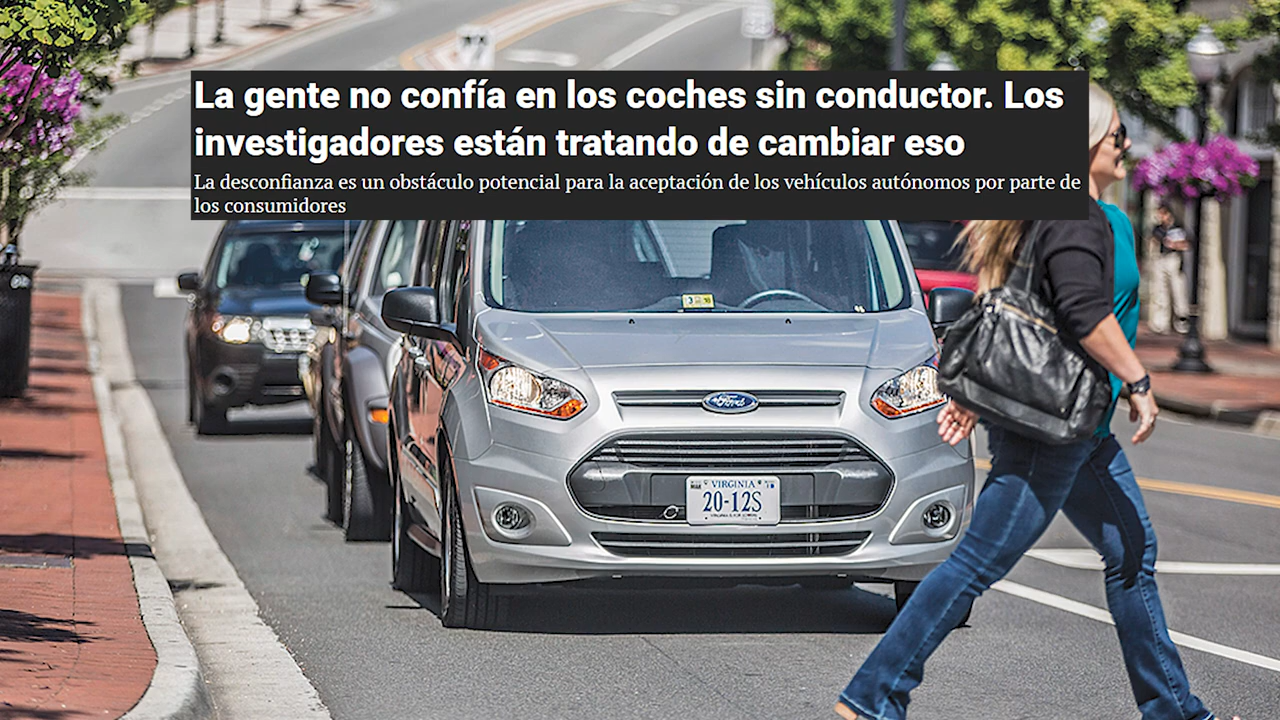 La gente no confía en los coches sin conductor. Los
investigadores están tratando de cambiar eso
La desconfianza es un obstáculo potencial para la aceptación de los vehículos autónomos por parte de
los consumidores
Ford
VIRGINIA
20-12S